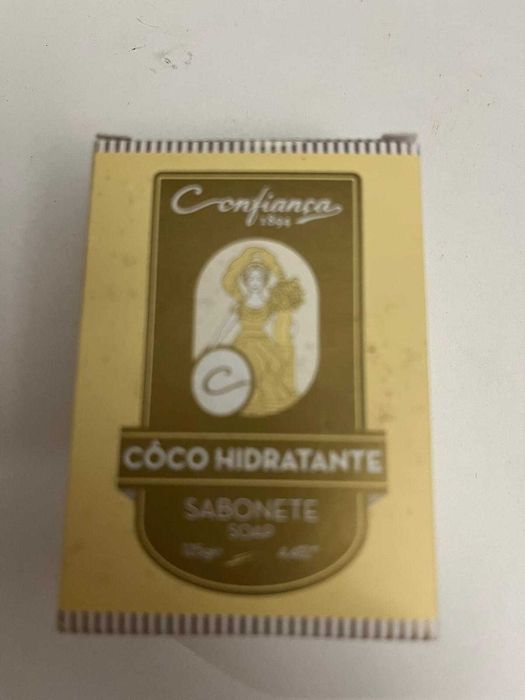 Confiança
1894
CÔCO HIDRATANTE
SABONETE
SOAP